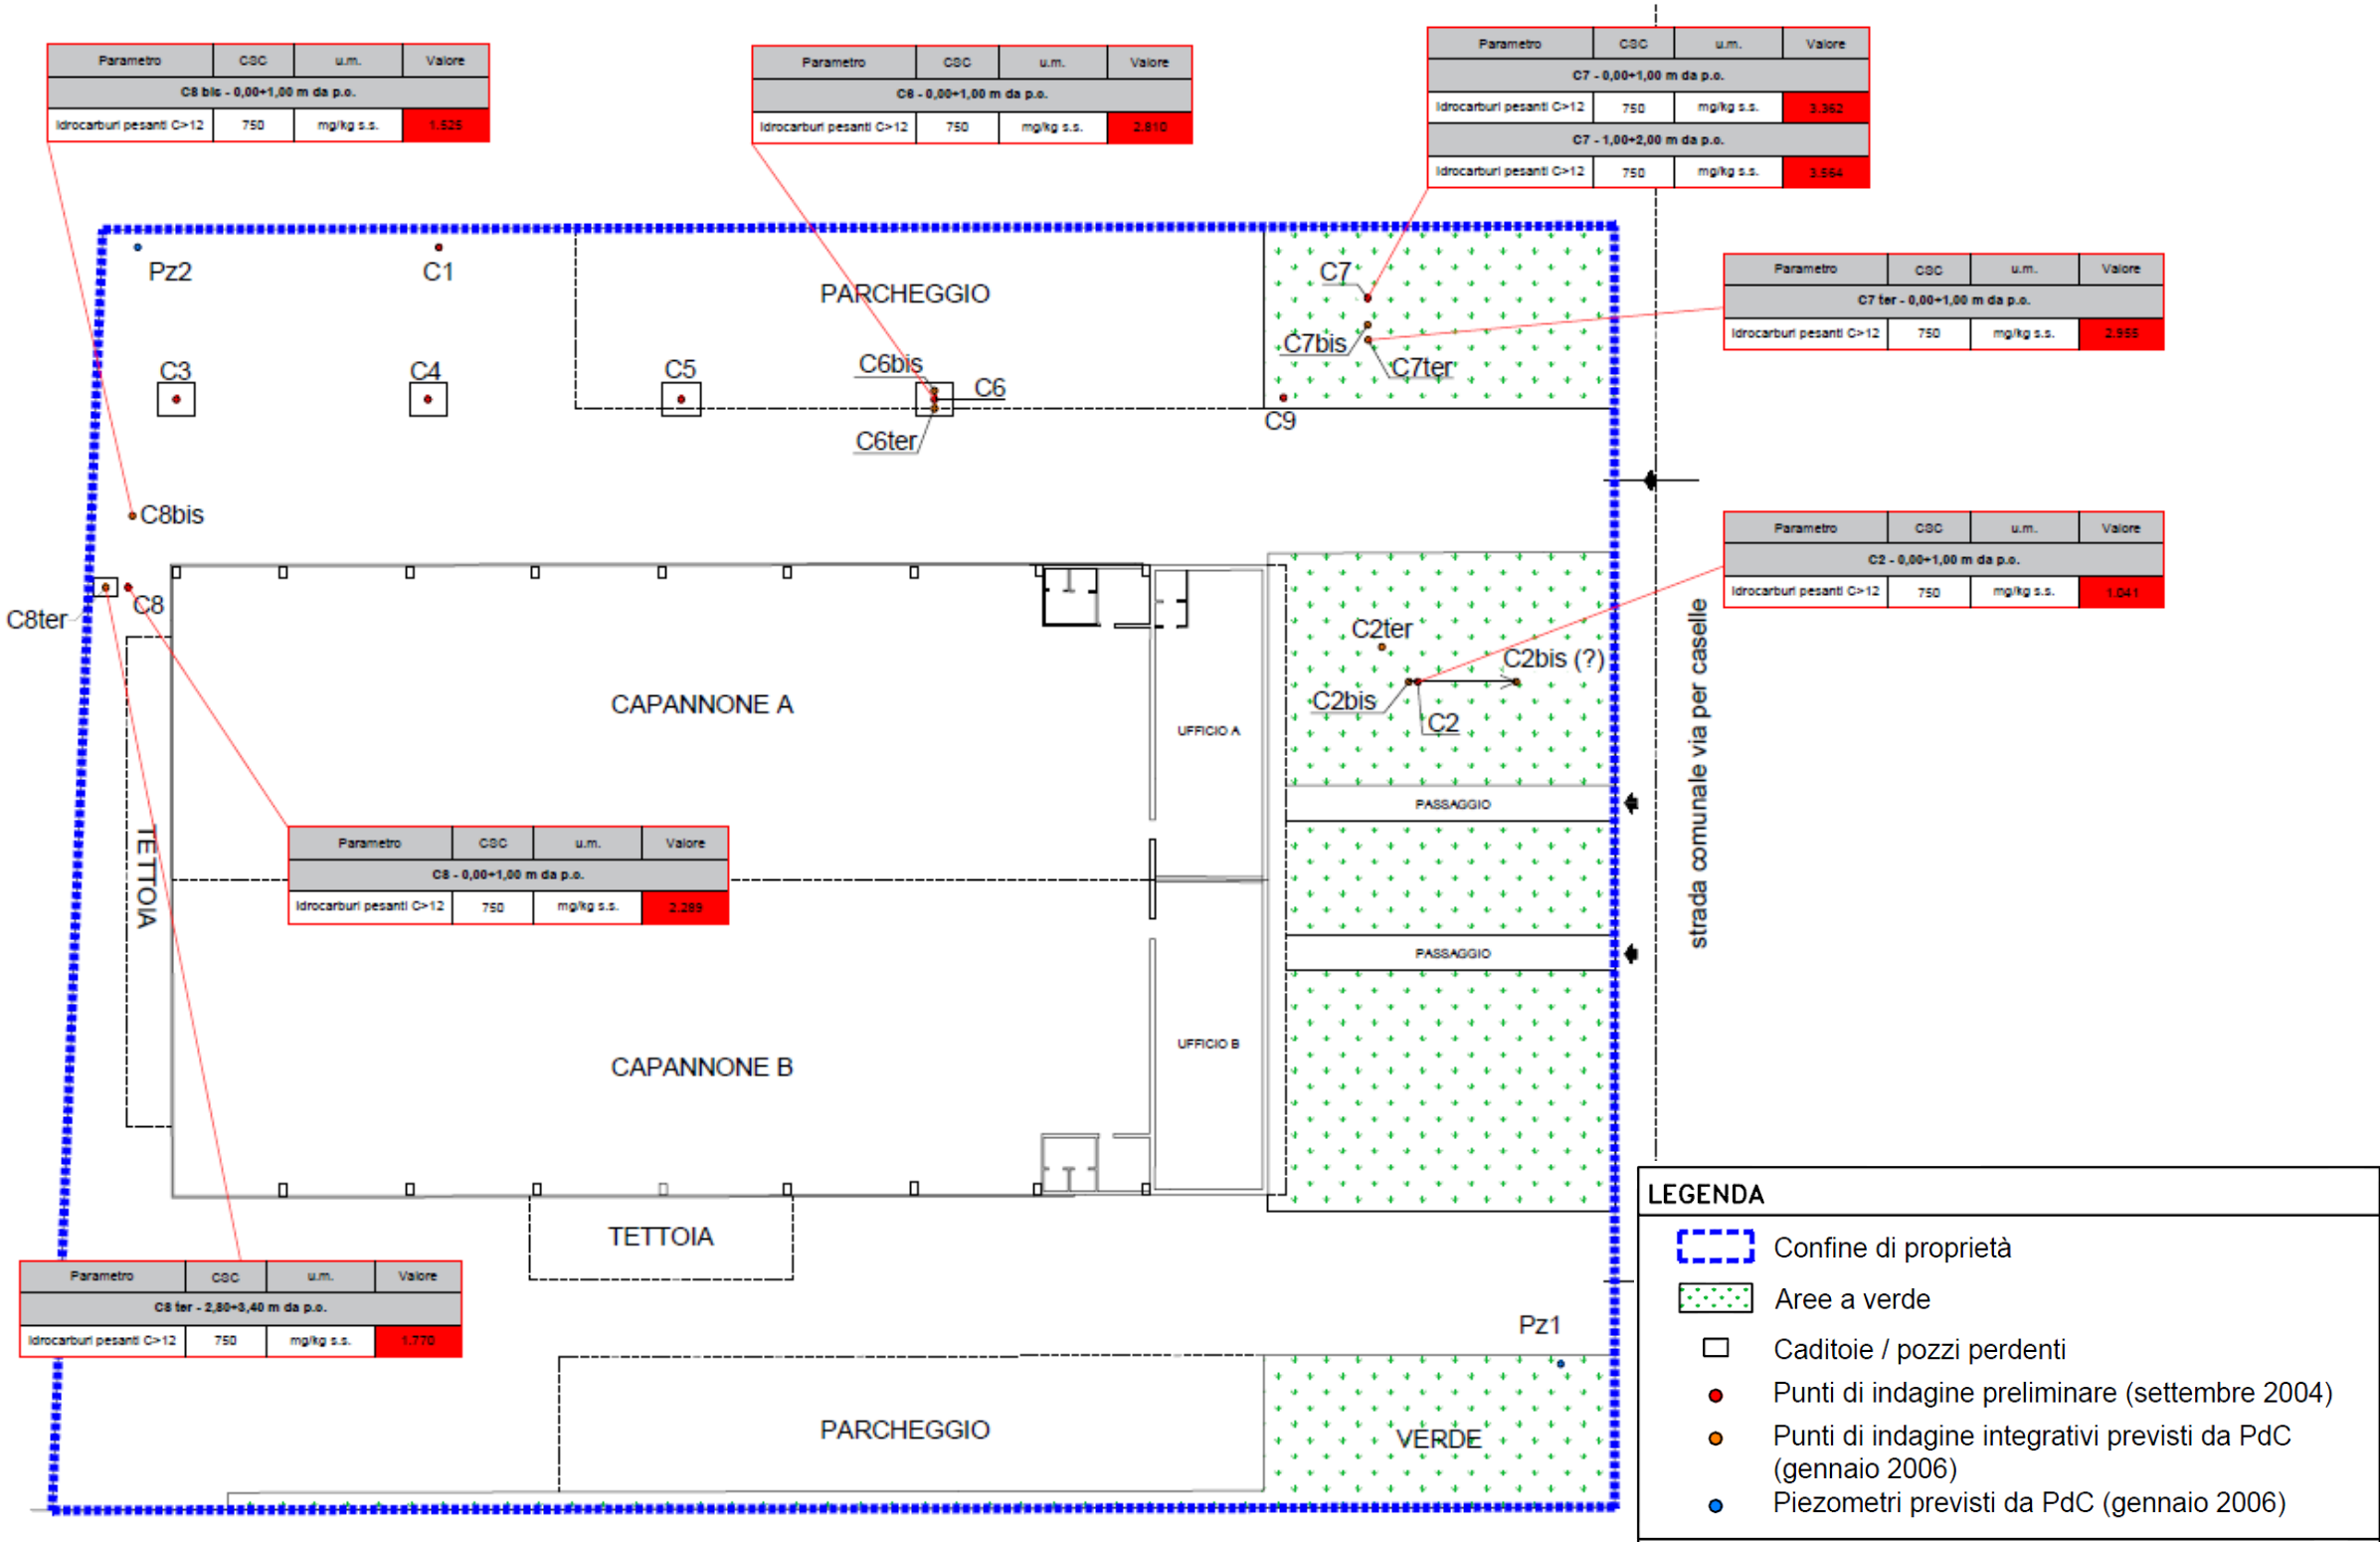 Parametro CSC u.m. Valore
C8 bis - 0,00÷1,00 m da p.o.
Idrocarburi pesanti C>12 750 mg/kg s.s. 1.525
Parametro CSC u.m. Valore
C6 - 0,00÷1,00 m da p.o.
Idrocarburi pesanti C>12 750 mg/kg s.s. 2.810
Parametro CSC u.m. Valore
C7 - 0,00÷1,00 m da p.o.
Idrocarburi pesanti C>12 750 mg/kg s.s. 3.362
C7 - 1,00÷2,00 m da p.o.
Idrocarburi pesanti C>12 750 mg/kg s.s. 3.564
Parametro CSC u.m. Valore
C7 ter - 0,00÷1,00 m da p.o.
Idrocarburi pesanti C>12 750 mg/kg s.s. 2.955
Pz2
C1
PARCHEGGIO
C7
C7bis
C7ter
C3
C4
C5
C6bis
C6
C6ter
C9
C8bis
Parametro CSC u.m. Valore
C2 - 0,00÷1,00 m da p.o.
Idrocarburi pesanti C>12 750 mg/kg s.s. 1.041
C8ter
C8
C2ter
C2bis (?)
C2bis
C2
CAPANNONE A
UFFICIO A
PASSAGGIO
strada comunale via per caselle
TETTOIA
Parametro CSC u.m. Valore
C8 - 0,00÷1,00 m da p.o.
Idrocarburi pesanti C>12 750 mg/kg s.s. 2.289
PASSAGGIO
CAPANNONE B
UFFICIO B
TETTOIA
Parametro CSC u.m. Valore
C8 ter - 2,80÷3,40 m da p.o.
Idrocarburi pesanti C>12 750 mg/kg s.s. 1.770
Pz1
PARCHEGGIO
VERDE
LEGENDA
Confine di proprietà
Aree a verde
Caditoie / pozzi perdenti
Punti di indagine preliminare (settembre 2004)
Punti di indagine integrativi previsti da PdC
(gennaio 2006)
Piezometri previsti da PdC (gennaio 2006)